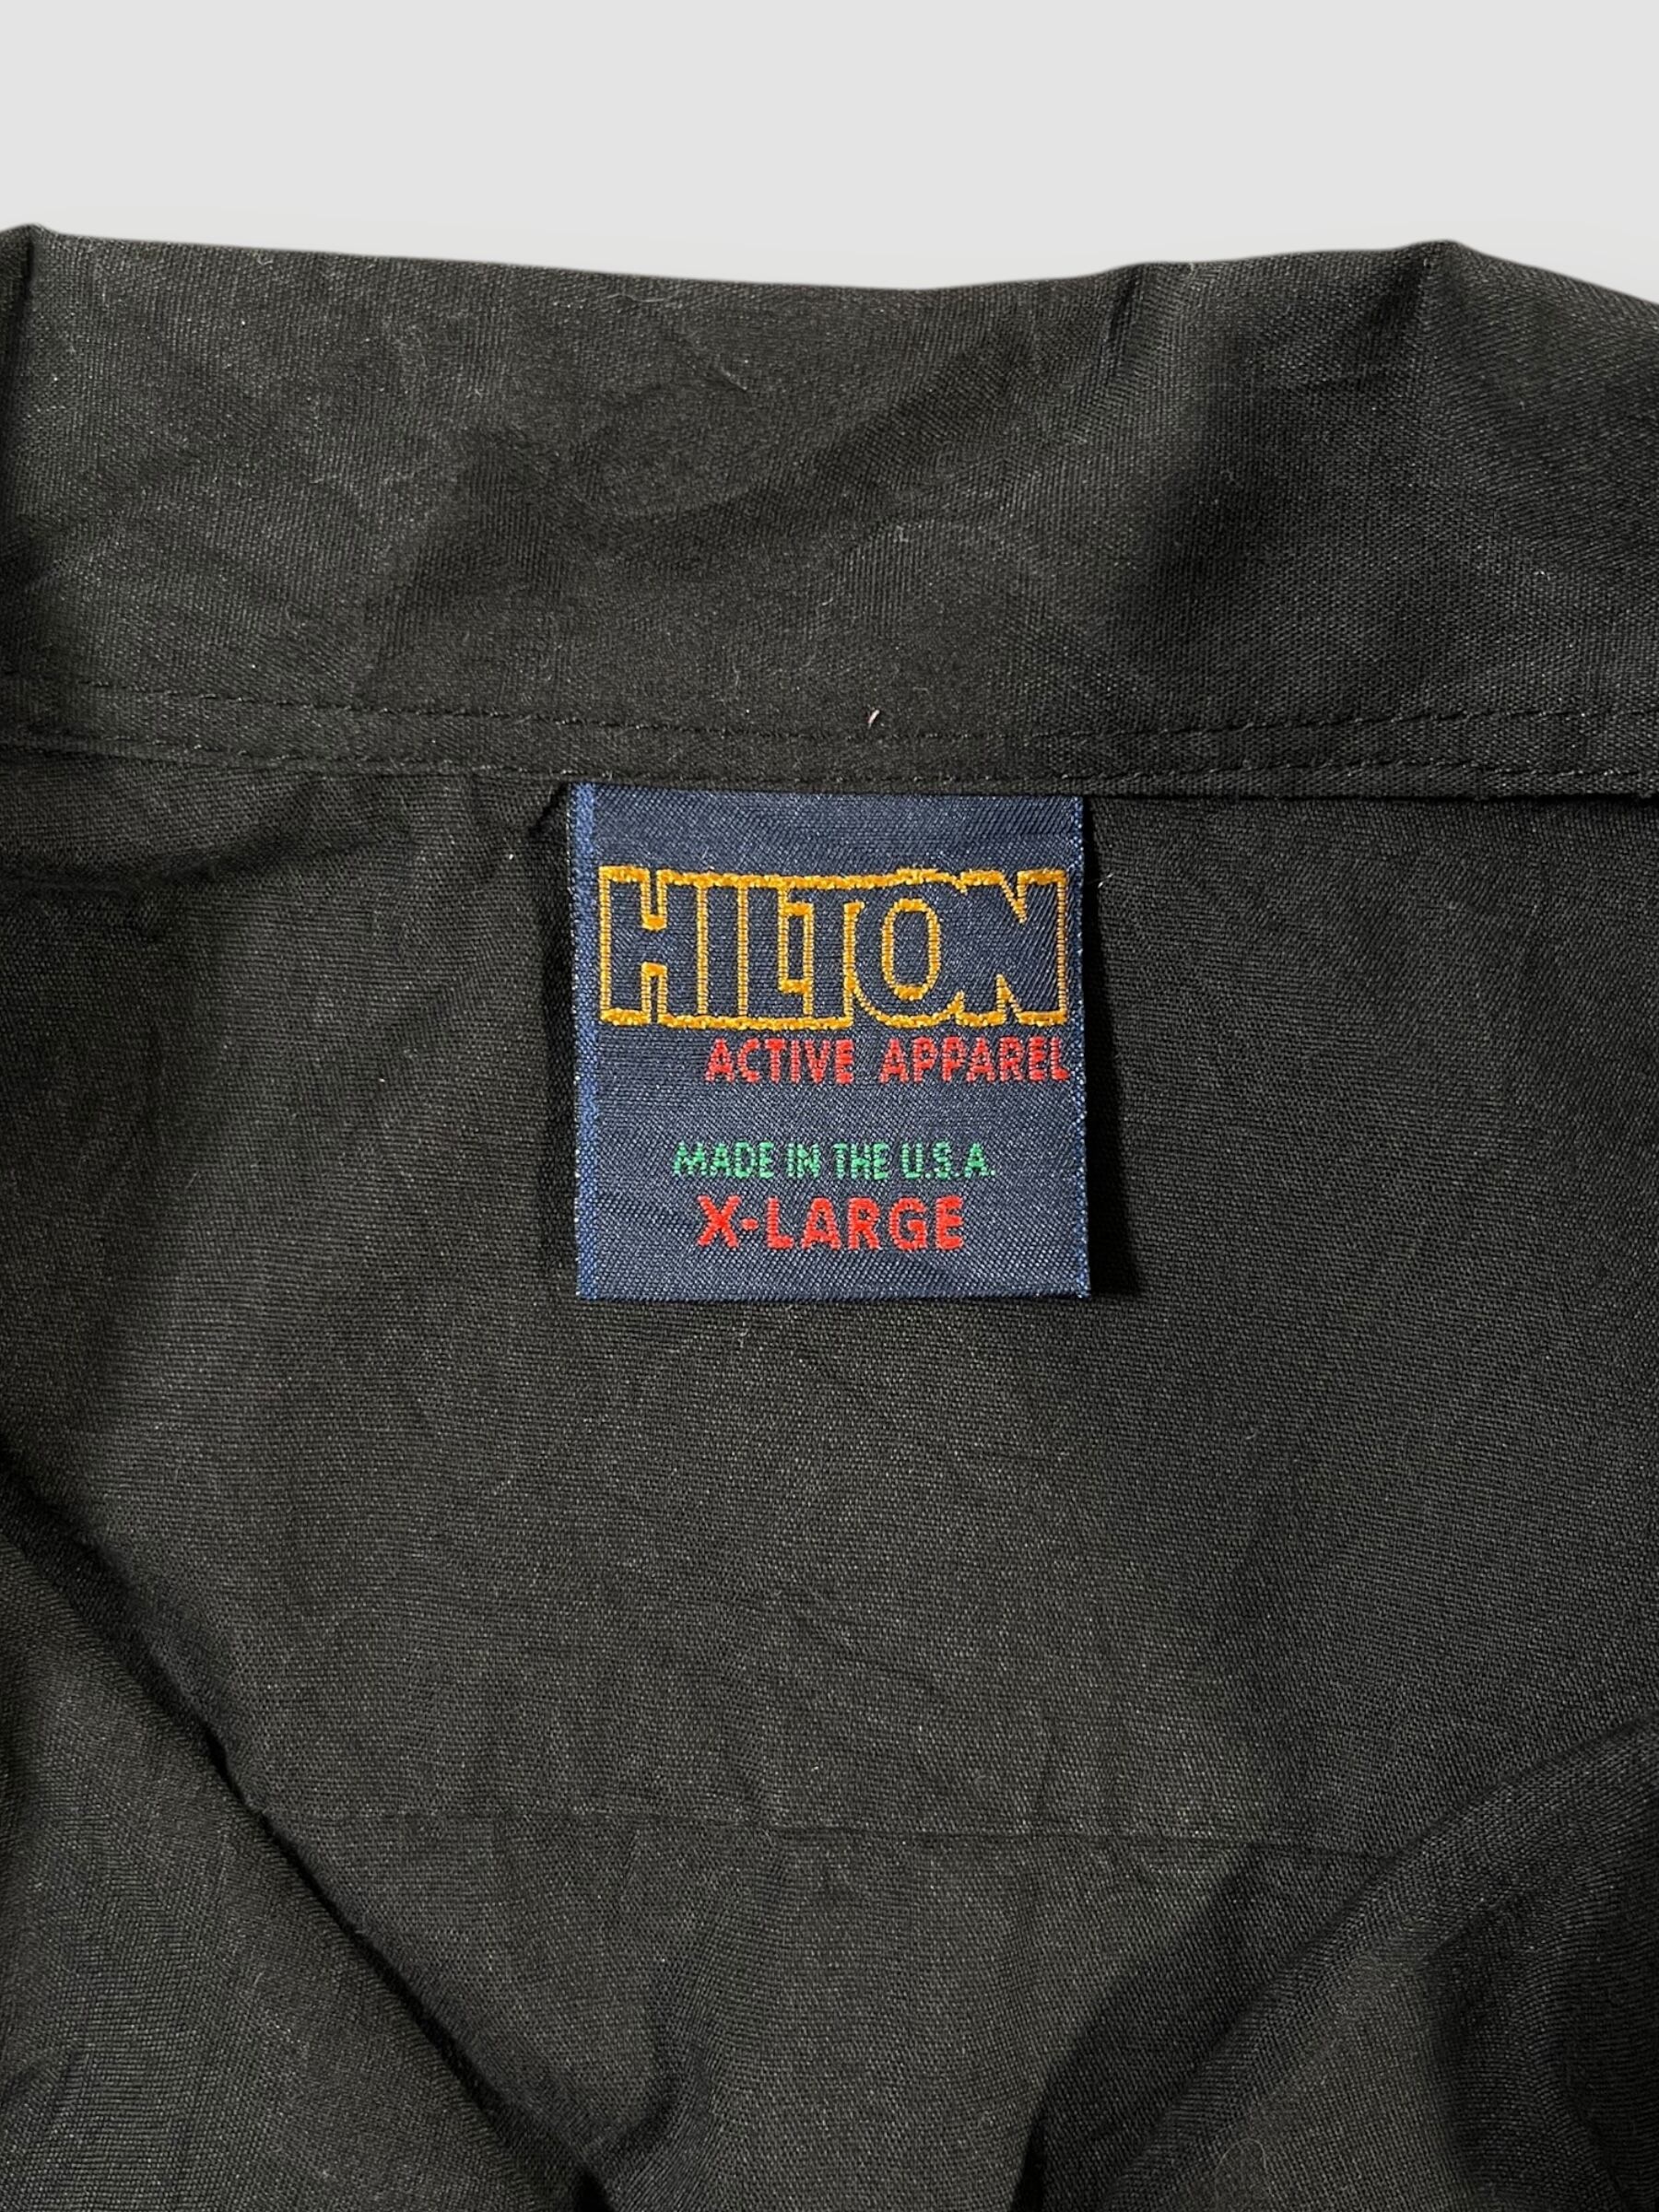 HILTON
ACTIVE APPAREL
MADE IN THE U.S.A.
X-LARGE